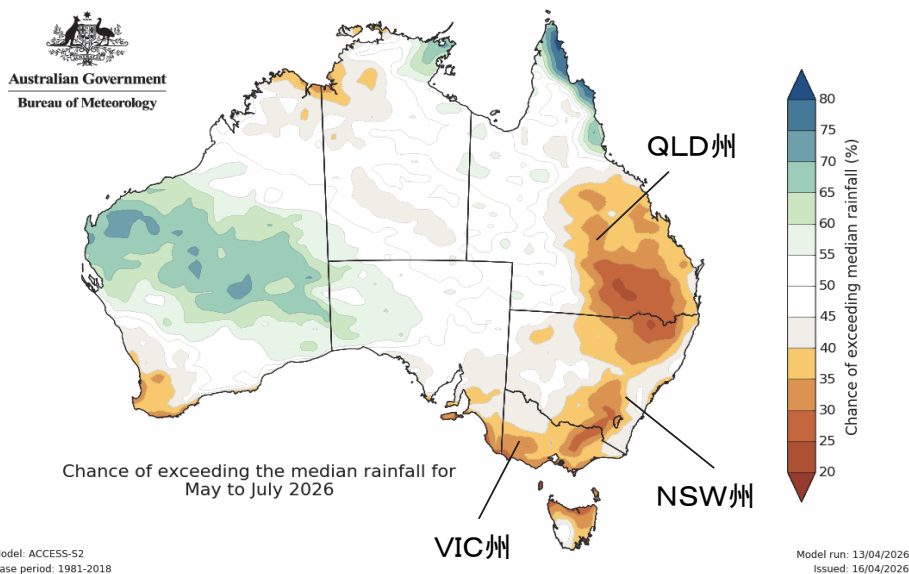 Australian Government
Bureau of Meteorology
QLD州
80
75
70
65
60
55
50
45
40
35
30
25
20
Chance of exceeding median rainfall (%)
NSW州
VIC州
Chance of exceeding the median rainfall for
May to July 2026
odel: ACCESS-S2
ase period: 1981-2018
Model run: 13/04/2026
Issued: 16/04/2026